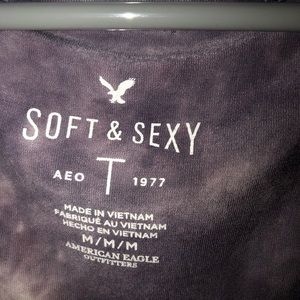 SOFT & SEXY
AEO T 1977
MADE IN VIETNAM
FABRIQUÉ AU VIETNAM
HECHO EN VIETNAM
M/M/M
AMERICAN EAGLE
OUTFITTERS